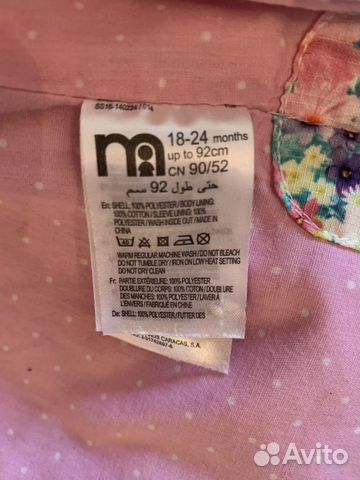 SS16-140224 / 01
m
18-24 months
up to 92cm
CN 90/52
حتى طول 92 سم
En: SHELL: 100% POLYESTER / BODY LINING:
100% COTTON / SLEEVE LINING: 100%
POLYESTER / WASH INSIDE OUT / MADE IN
CHINA
WARM REGULAR MACHINE WASH / DO NOT BLEACH
DO NOT TUMBLE DRY / IRON ON LOW HEAT SETTING
DO NOT DRY CLEAN
Fr: PARTIE EXTÉRIEURE: 100% POLYESTER
DOUBLURE DU CORPS: 100% COTON / DOUBLURE
DES MANCHES: 100% POLYESTER / LAVER À
L'ENVERS / FABRIQUÉ EN CHINE
De: SHELL: 100% POLYESTER / FUTTER DES
CARACAS, S.A.
Avito